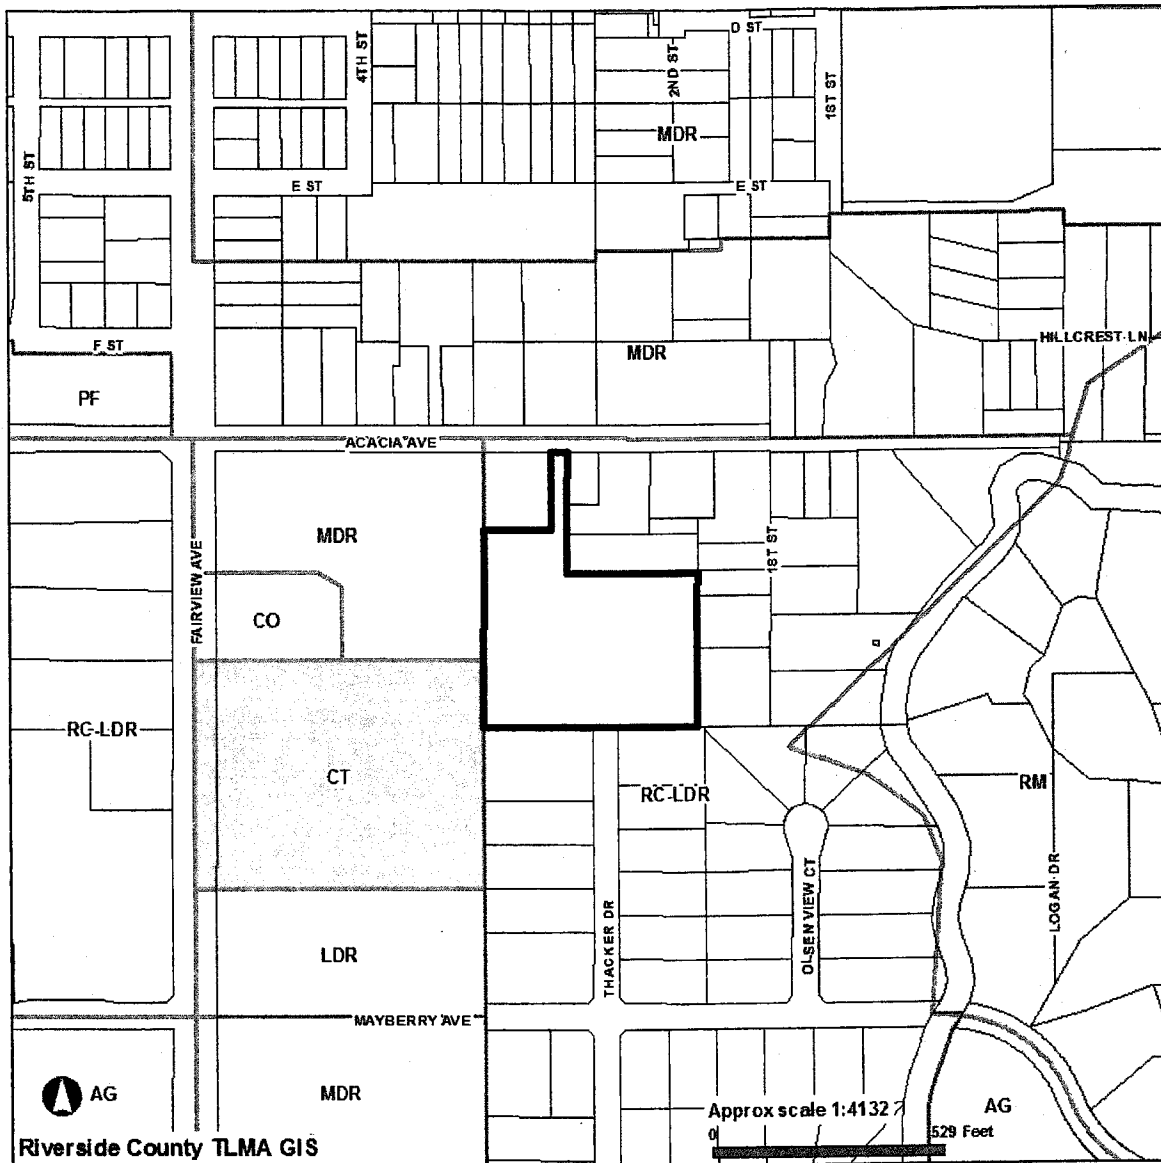 D ST
4TH ST
2ND ST
1ST ST
MDR
5TH ST
E ST
E ST
F ST
HILLCREST LN
MDR
PF
ACACIA AVE
MDR
1ST ST
FAIRVIEW AVE
CO
RC-LDR
CT
RC-LDR
RM
LOGAN DR
OLSEN VIEW CT
THACKER DR
LDR
MAYBERRY AVE
AG
MDR
Approx scale 1:4132
AG
0
529 Feet
Riverside County TLMA GIS